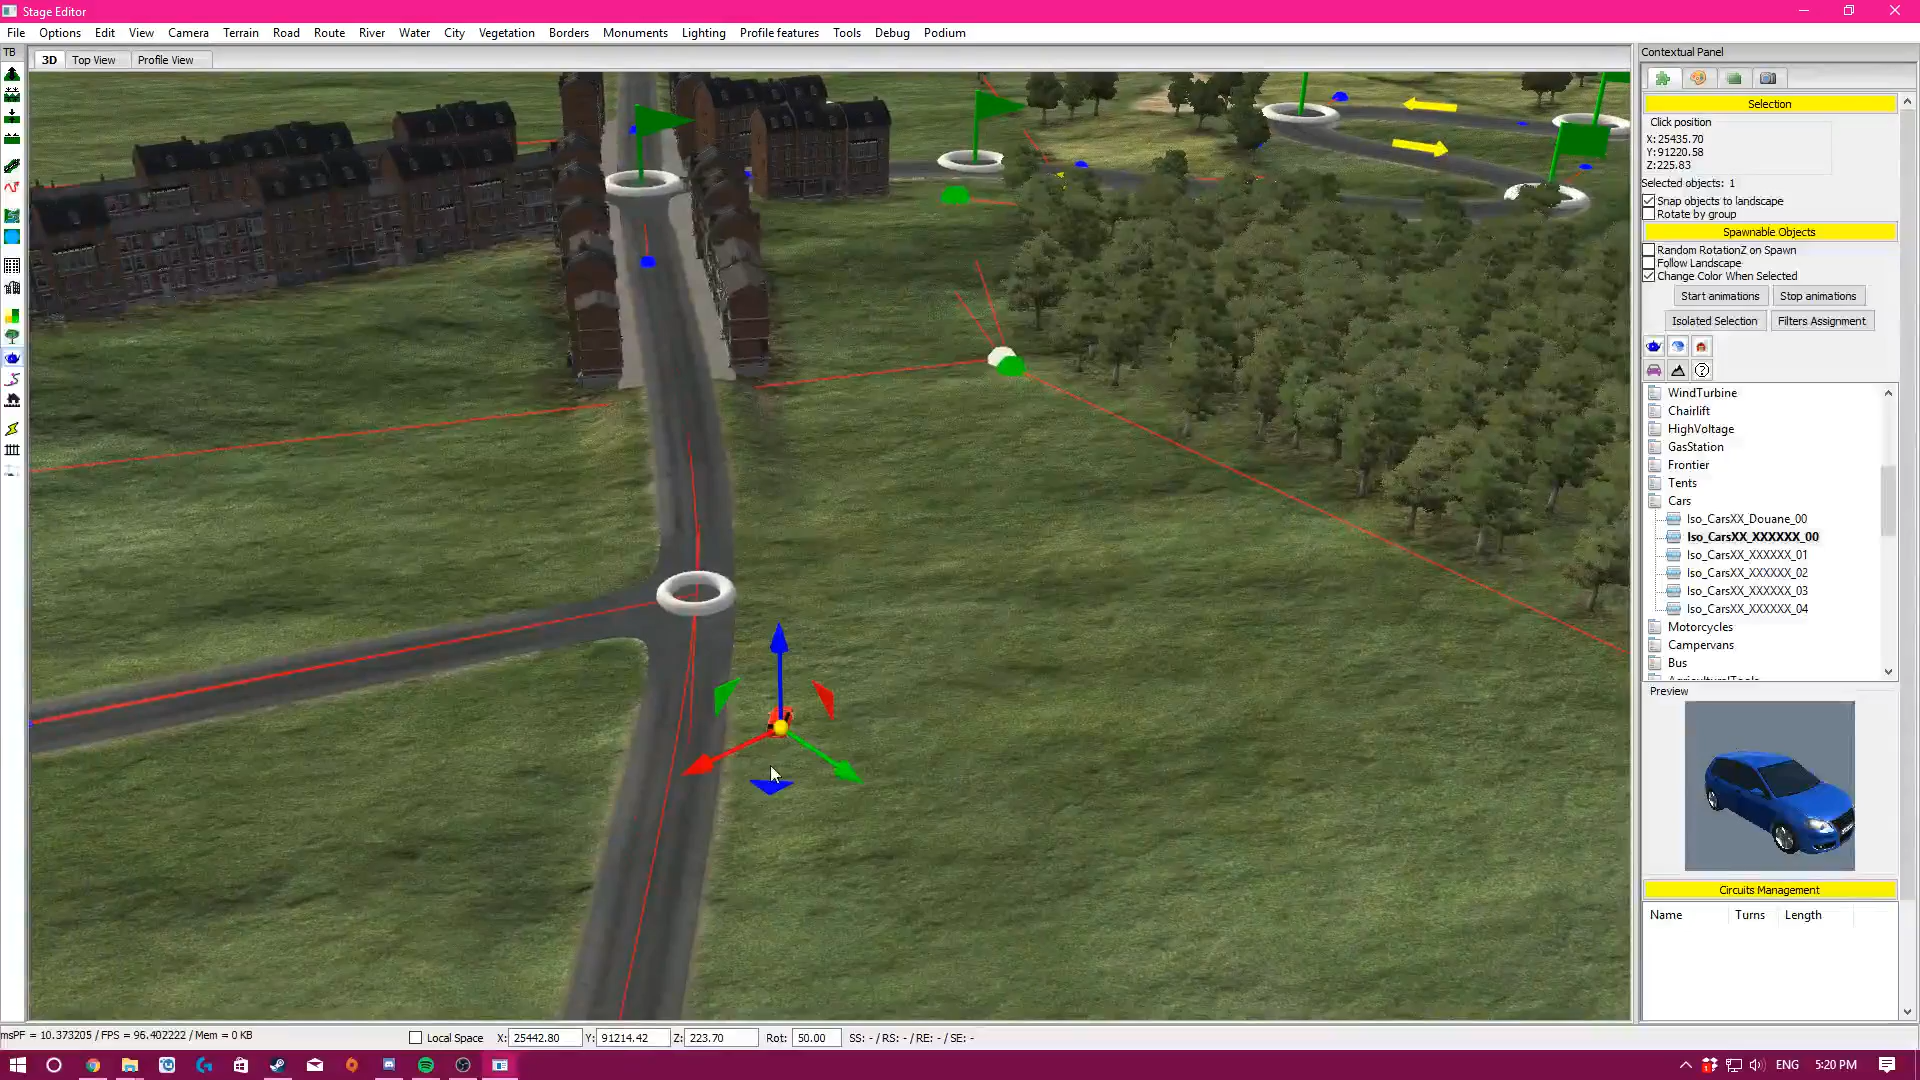 Stage Editor
File Options Edit View Camera Terrain Road Route River Water City Vegetation Borders Monuments Lighting Profile features Tools Debug Podium
TB
3D Top View Profile View
Contextual Panel
Selection
Click position
X:25435.70
Y:91220.58
Z:225.83
Selected objects: 1
Snap objects to landscape
Rotate by group
Spawnable Objects
Random RotationZ on Spawn
Follow Landscape
Change Color When Selected
Start animations Stop animations
Isolated Selection Filters Assignment
WindTurbine
Chairlift
HighVoltage
GasStation
Frontier
Tents
Cars
Iso_CarsXX_Douane_00
Iso_CarsXX_XXXXXX_00
Iso_CarsXX_XXXXXX_01
Iso_CarsXX_XXXXXX_02
Iso_CarsXX_XXXXXX_03
Iso_CarsXX_XXXXXX_04
Motorcycles
Campervans
Bus
AgriculturalTools
Preview
Circuits Management
Name Turns Length
msPF = 10.373205 / FPS = 96.402222 / Mem = 0 KB
Local Space X: 25442.80 Y: 91214.42 Z: 223.70 Rot: 50.00 SS: - / RS: - / RE: - / SE: -
ENG 5:20 PM